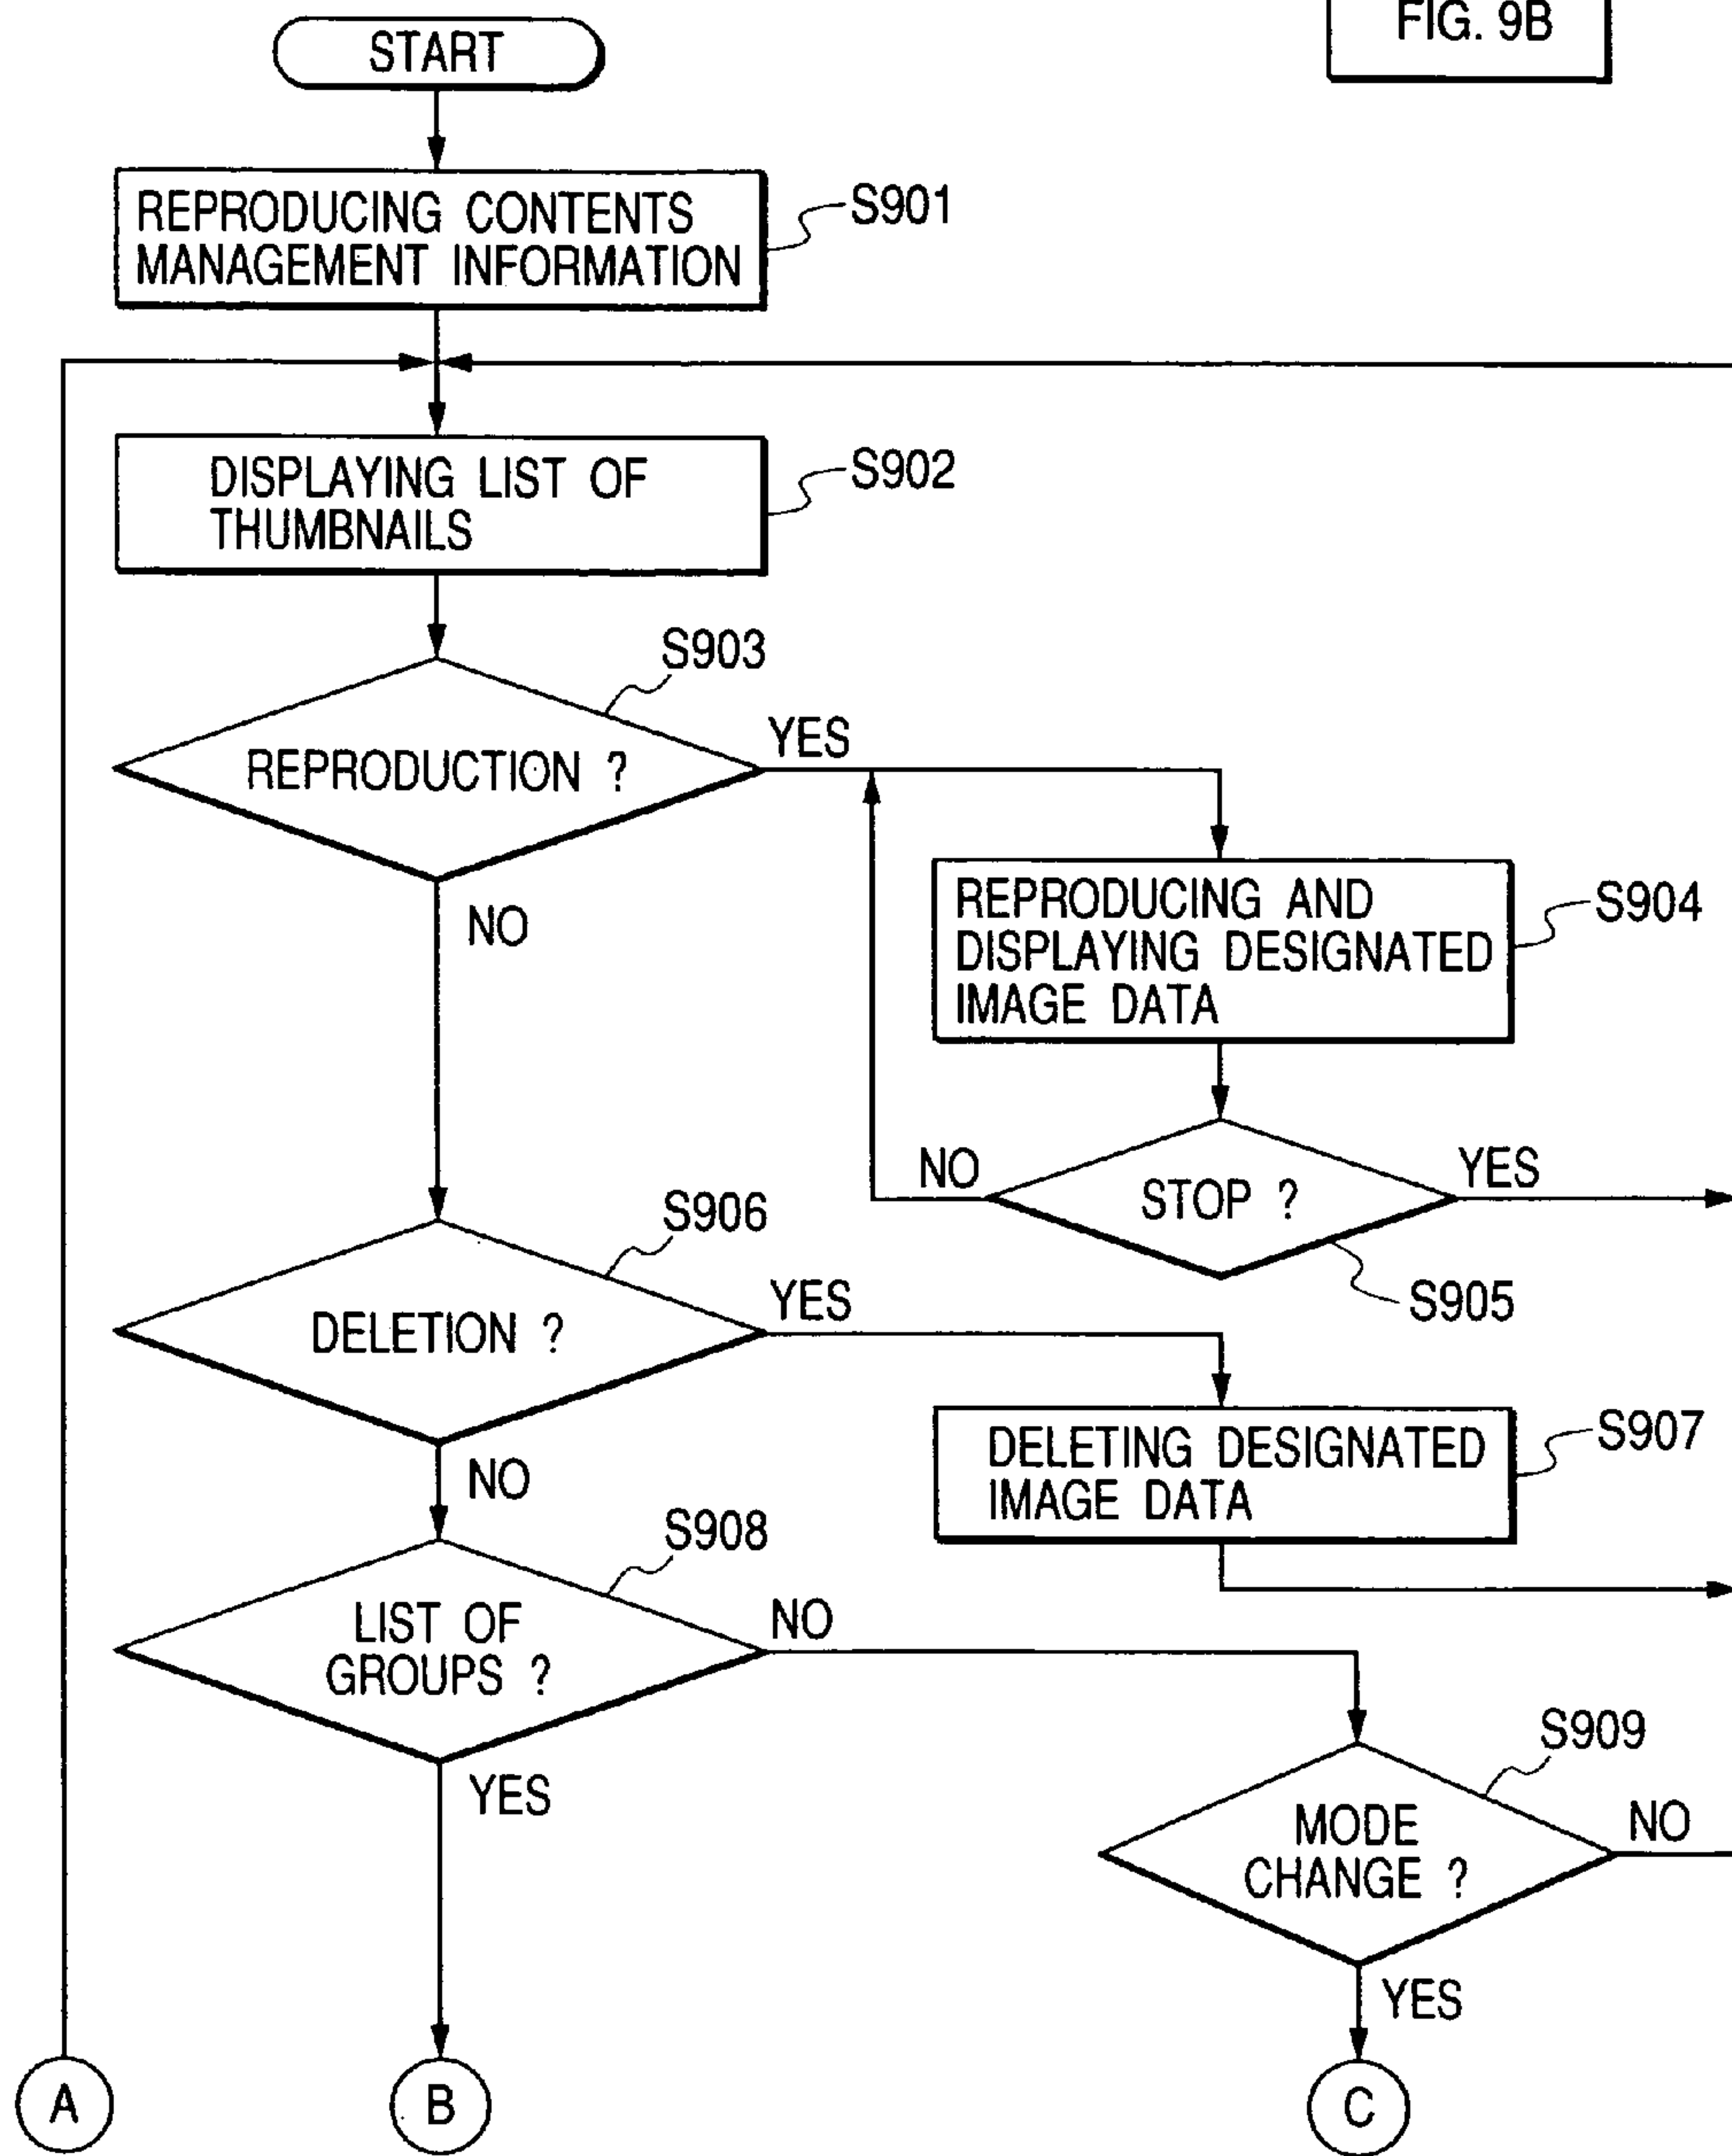 FIG. 9B
START
REPRODUCING CONTENTS
MANAGEMENT INFORMATION
S901
DISPLAYING LIST OF
THUMBNAILS
S902
S903
REPRODUCTION ?
YES
NO
REPRODUCING AND
DISPLAYING DESIGNATED
IMAGE DATA
S904
NO
STOP ?
YES
S905
S906
DELETION ?
YES
NO
DELETING DESIGNATED
IMAGE DATA
S907
S908
LIST OF
GROUPS ?
NO
YES
S909
MODE
CHANGE ?
NO
YES
A
B
C